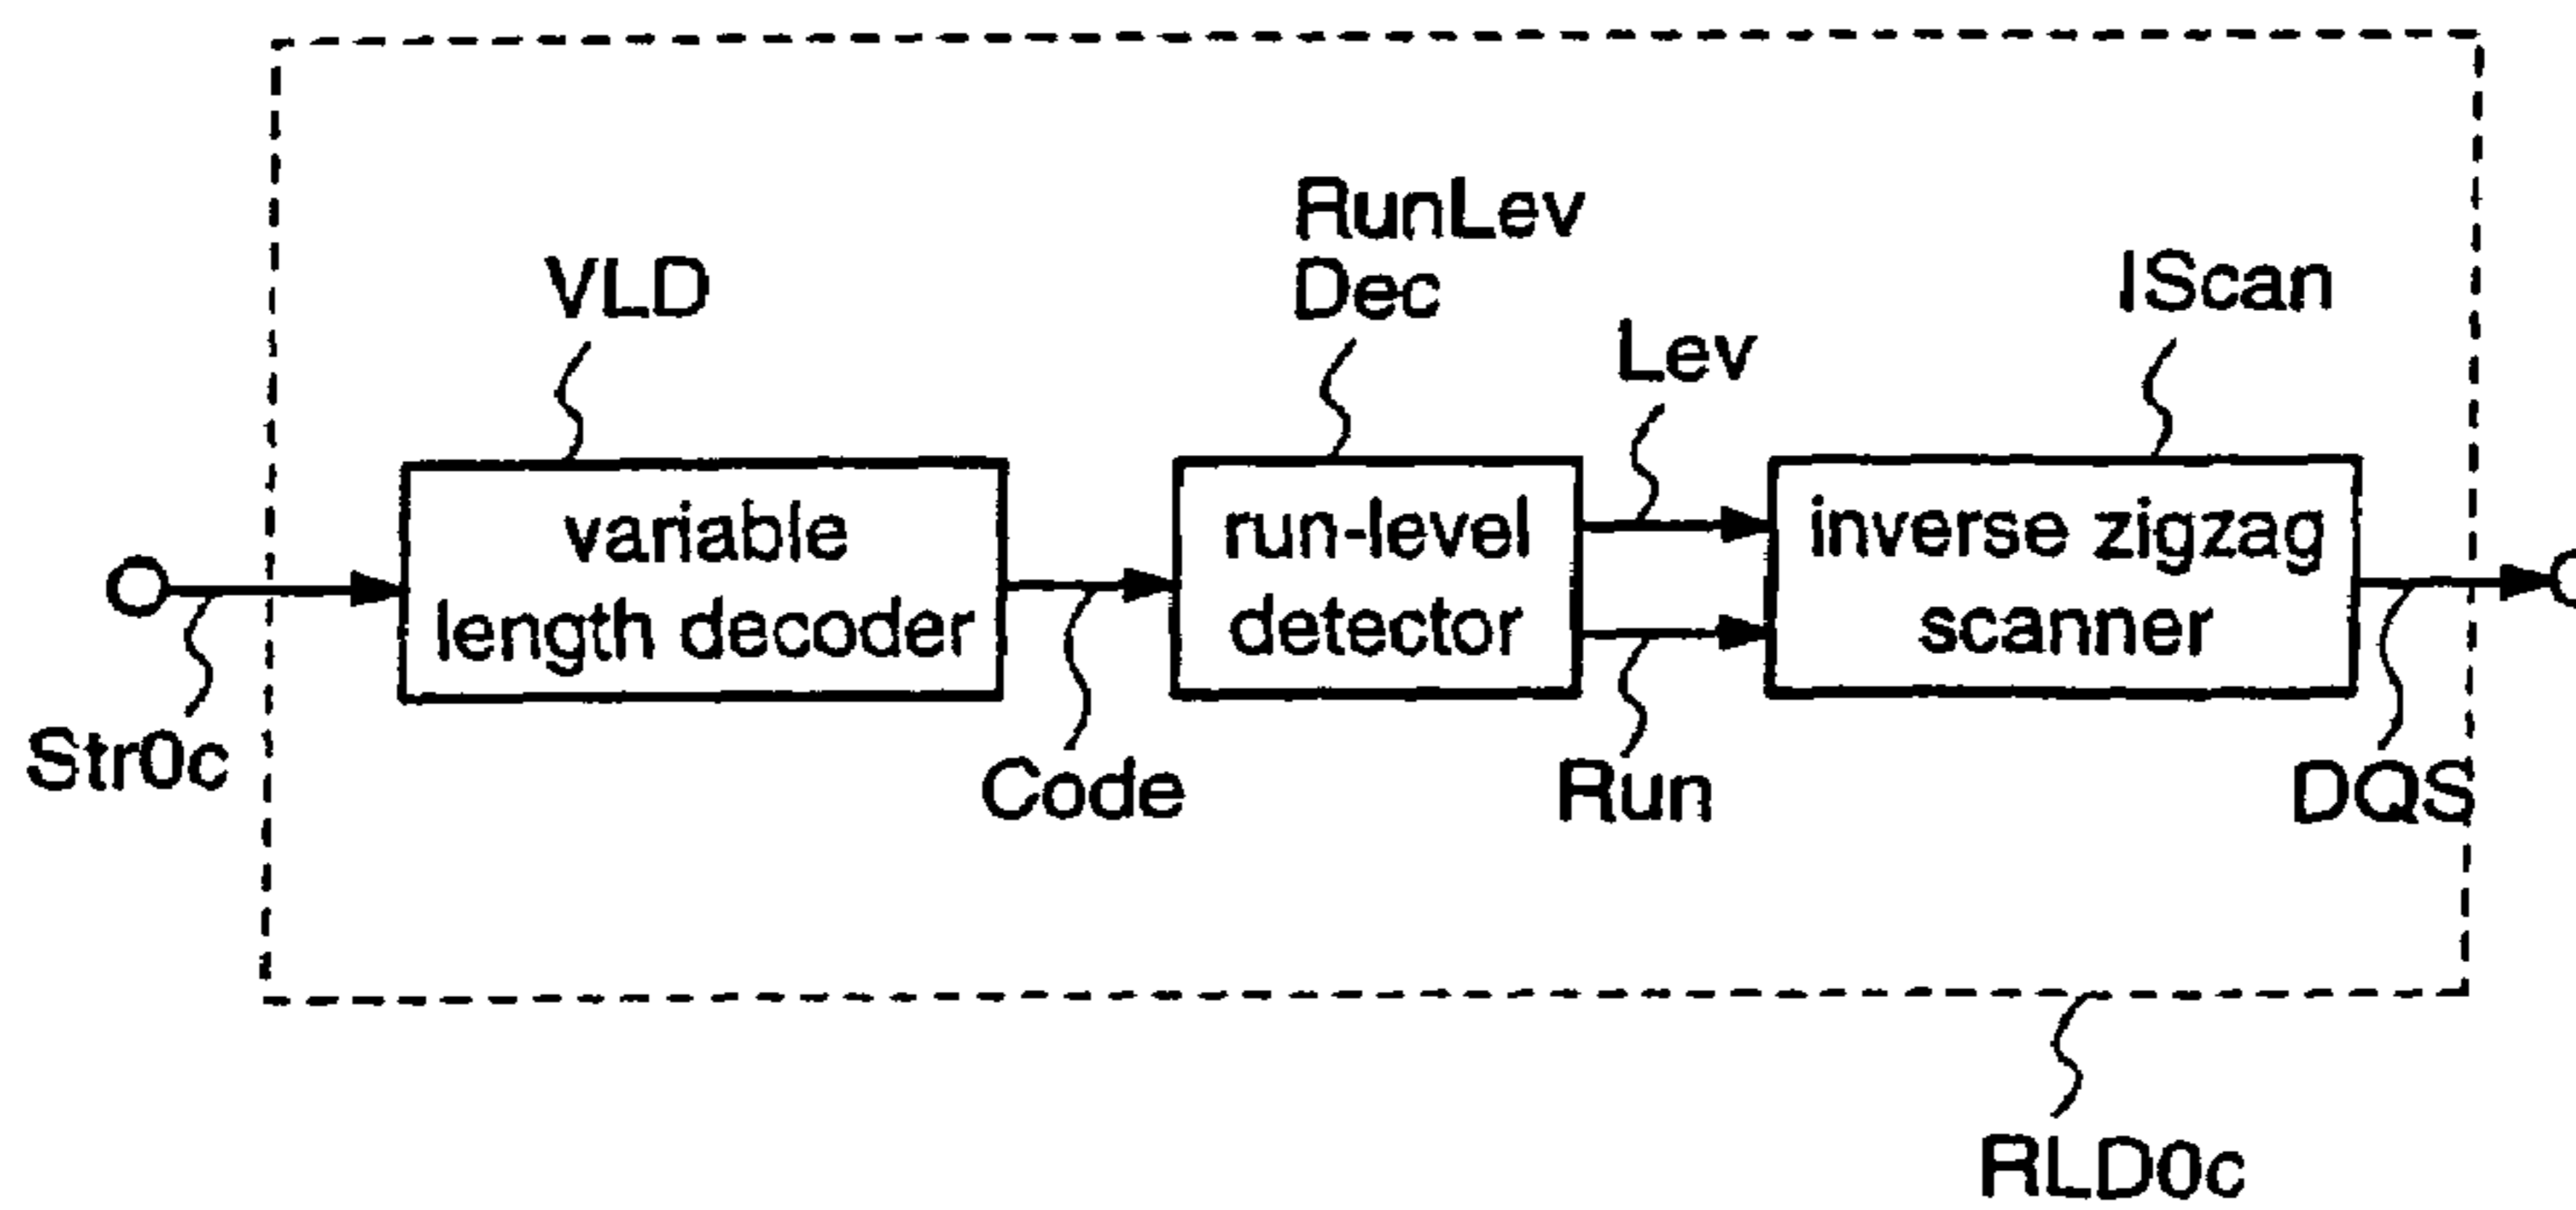 RunLev
Dec
VLD
IScan
Lev
variable
length decoder
run-level
detector
inverse zigzag
scanner
Str0c
Code
Run
DQS
RLD0c